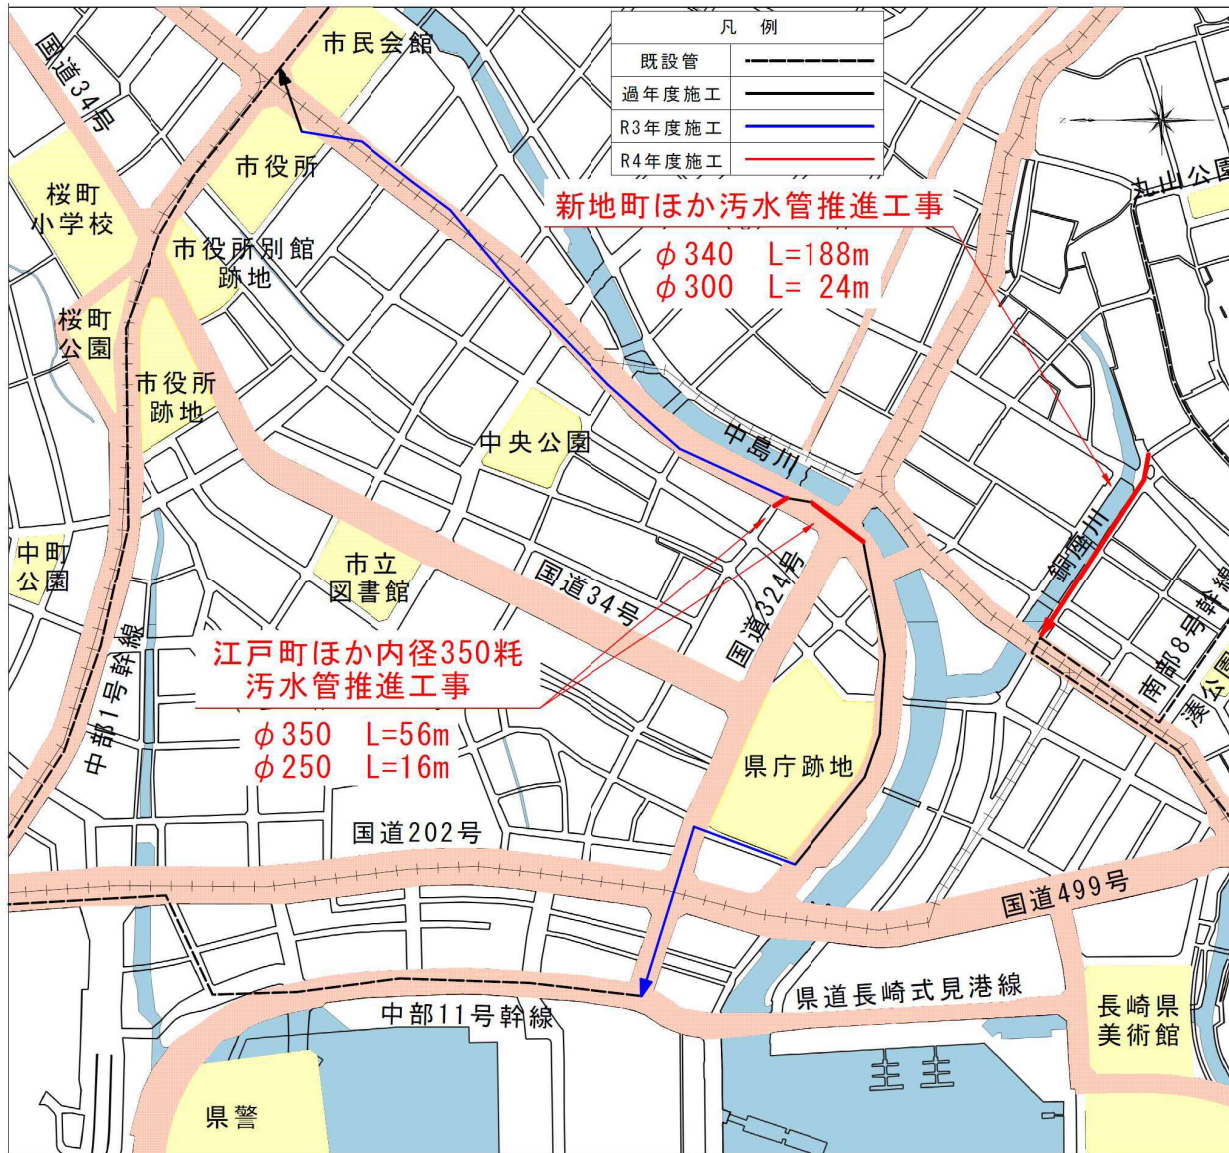 凡 例
既設管
過年度施工
R3年度施工
R4年度施工
国道34号
市民会館
市役所
桜町
小学校
市役所別館
跡地
桜町
公園
市役所
跡地
丸山公園
新地町ほか汚水管推進工事
φ340 L=188m
φ300 L= 24m
中央公園
中島川
銅座川
中町
公園
市立
図書館
国道34号
国道324号
南部8号幹線
湊公園
江戸町ほか内径350粍
汚水管推進工事
φ350 L=56m
φ250 L=16m
中部1号幹線
県庁跡地
国道202号
国道499号
中部11号幹線
県道長崎式見港線
長崎県
美術館
県警